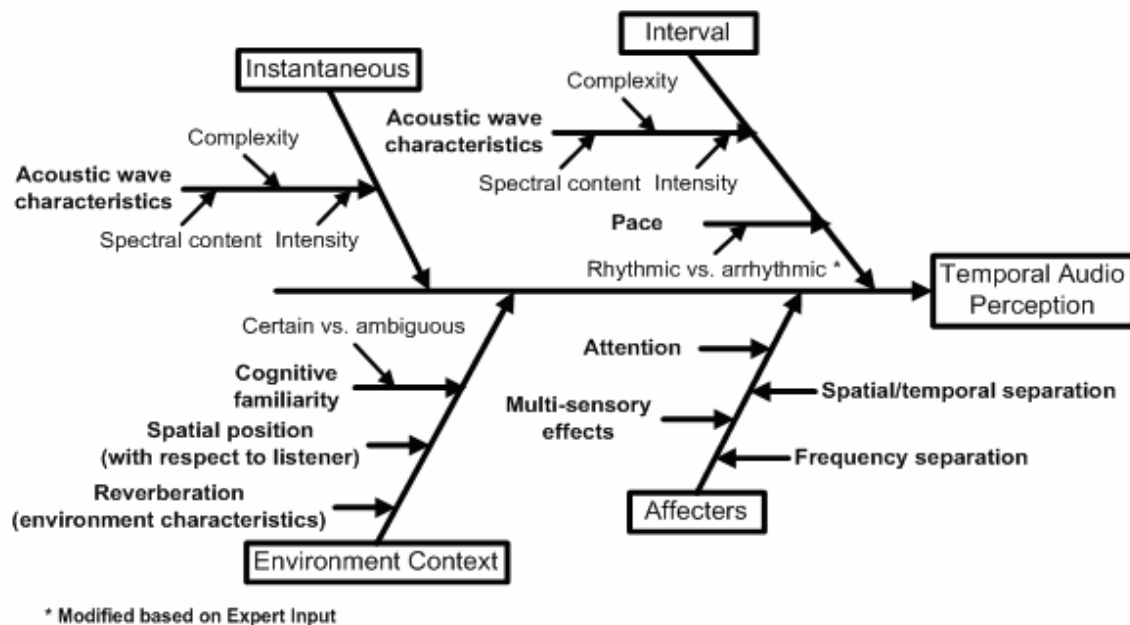 Interval
Instantaneous
Complexity
Acoustic wave
characteristics
Spectral content
Intensity
Complexity
Acoustic wave
characteristics
Spectral content
Intensity
Pace
Rhythmic vs. arrhythmic *
Temporal Audio
Perception
Certain vs. ambiguous
Cognitive
familiarity
Spatial position
(with respect to listener)
Reverberation
(environment characteristics)
Environment Context
Attention
Spatial/temporal separation
Multi-sensory
effects
Frequency separation
Affecters
* Modified based on Expert Input